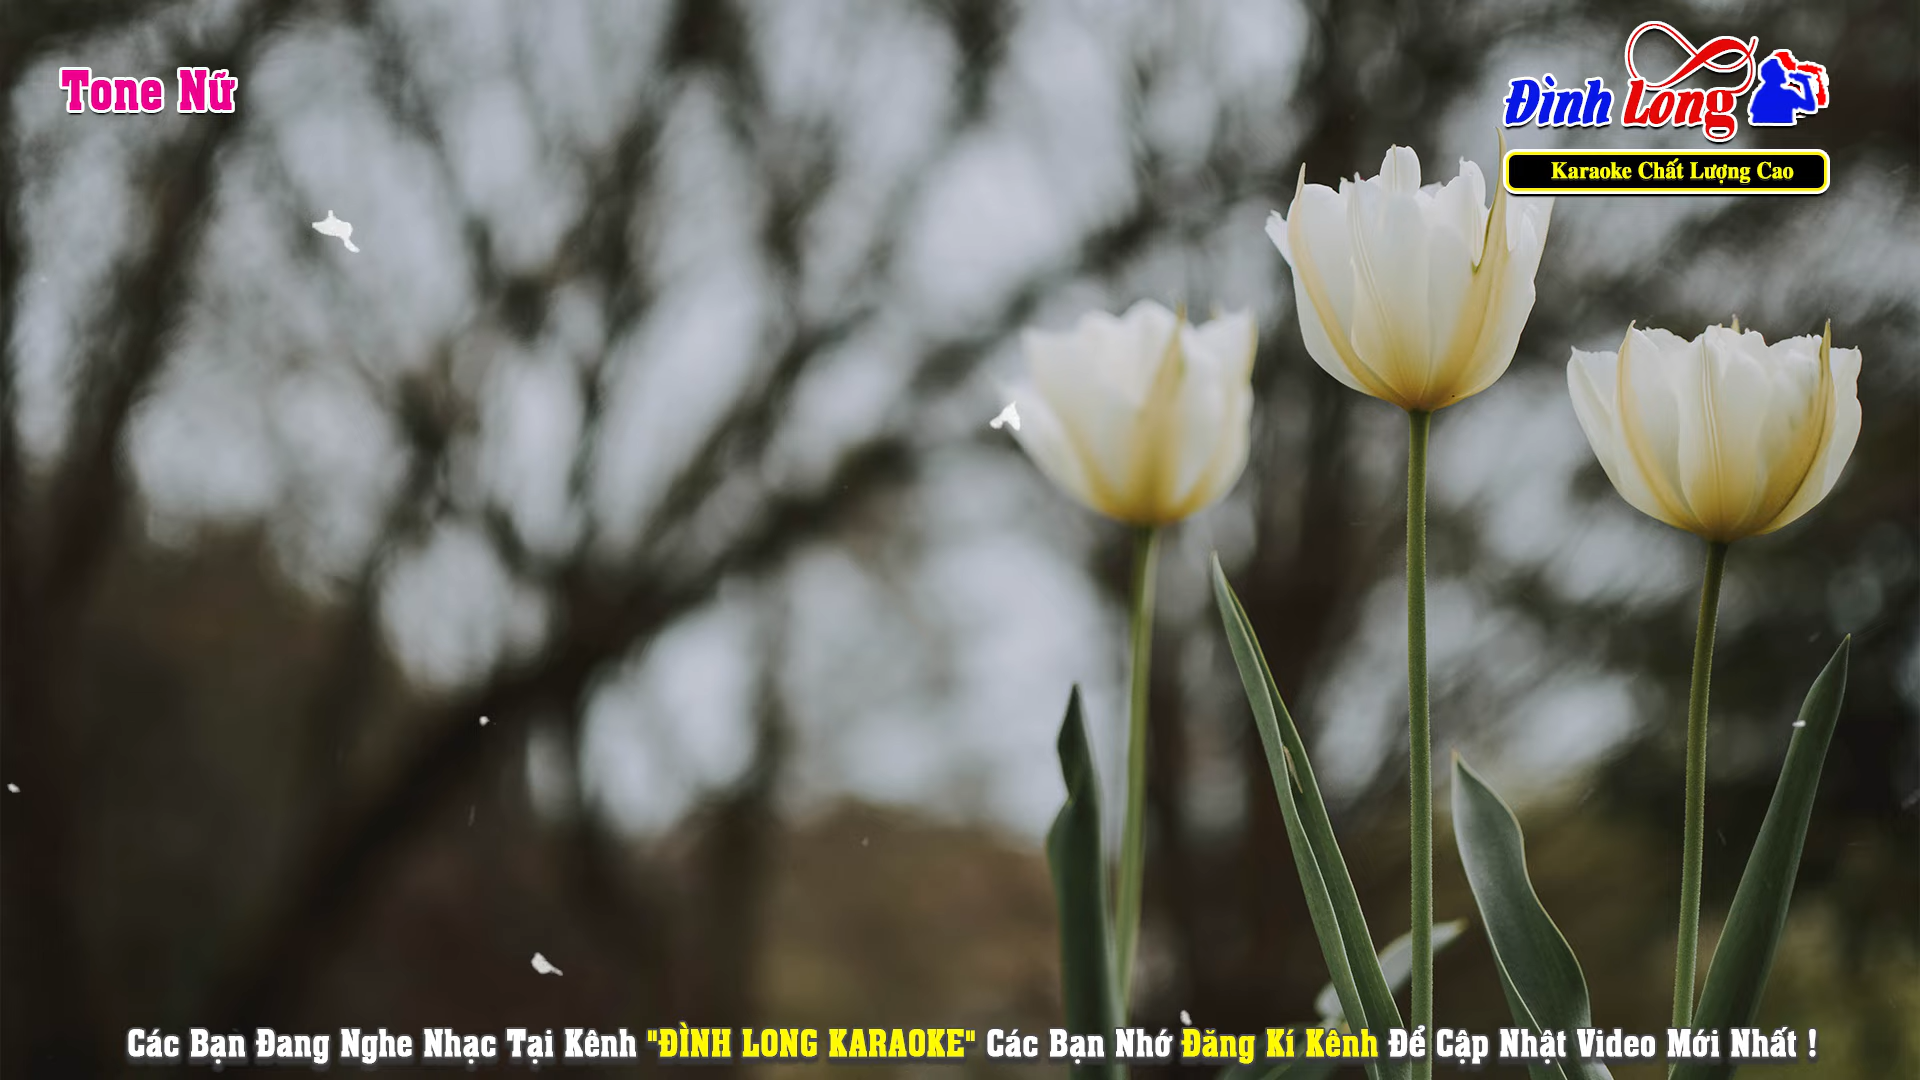 Tone Nữ
Đình Long
Karaoke Chất Lượng Cao
Các Bạn Đang Nghe Nhạc Tại Kênh "ĐÌNH LONG KARAOKE" Các Bạn Nhớ Đăng Kí Kênh Để Cập Nhật Video Mới Nhất !